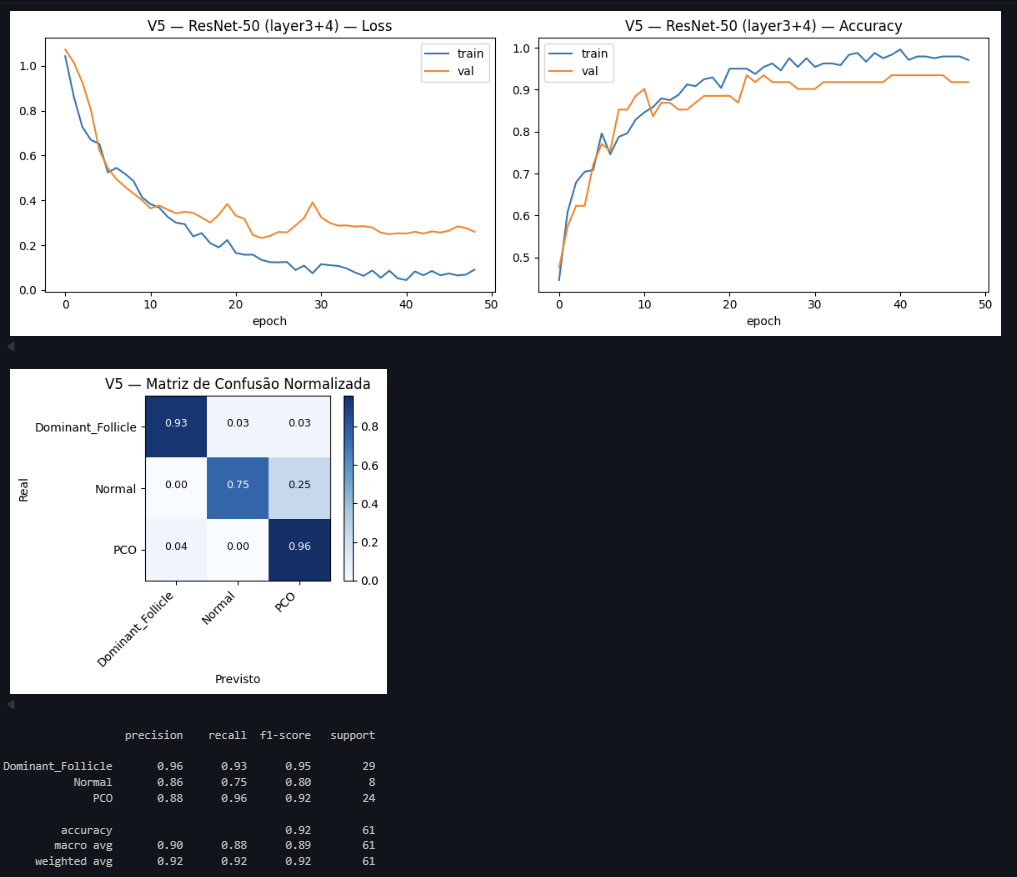 V5 — ResNet-50 (layer3+4) — Loss
train
val
1.0
0.8
0.6
0.4
0.2
0.0
0 10 20 30 40 50
epoch
V5 — ResNet-50 (layer3+4) — Accuracy
train
val
1.0
0.9
0.8
0.7
0.6
0.5
0 10 20 30 40 50
epoch
V5 — Matriz de Confusão Normalizada
Real
Dominant_Follicle 0.93 0.03 0.03
Normal 0.00 0.75 0.25
PCO 0.04 0.00 0.96
0.8
0.6
0.4
0.2
0.0
Dominant_Follicle Normal PCO
Previsto
precision recall f1-score support
Dominant_Follicle 0.96 0.93 0.95 29
Normal 0.86 0.75 0.80 8
PCO 0.88 0.96 0.92 24
accuracy 0.92 61
macro avg 0.90 0.88 0.89 61
weighted avg 0.92 0.92 0.92 61